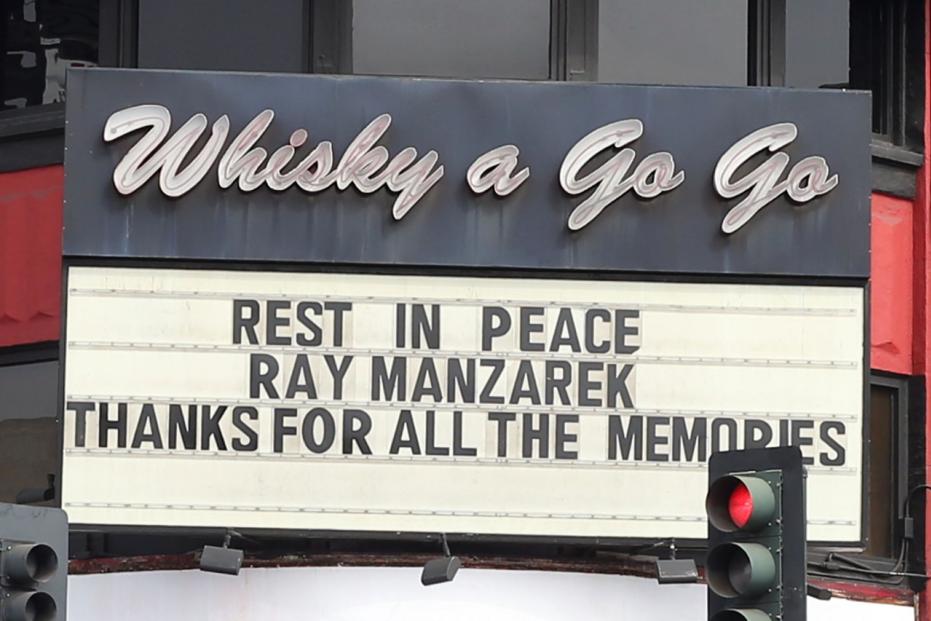 Whisky a Go Go
REST IN PEACE
RAY MANZAREK
THANKS FOR ALL THE MEMORIES